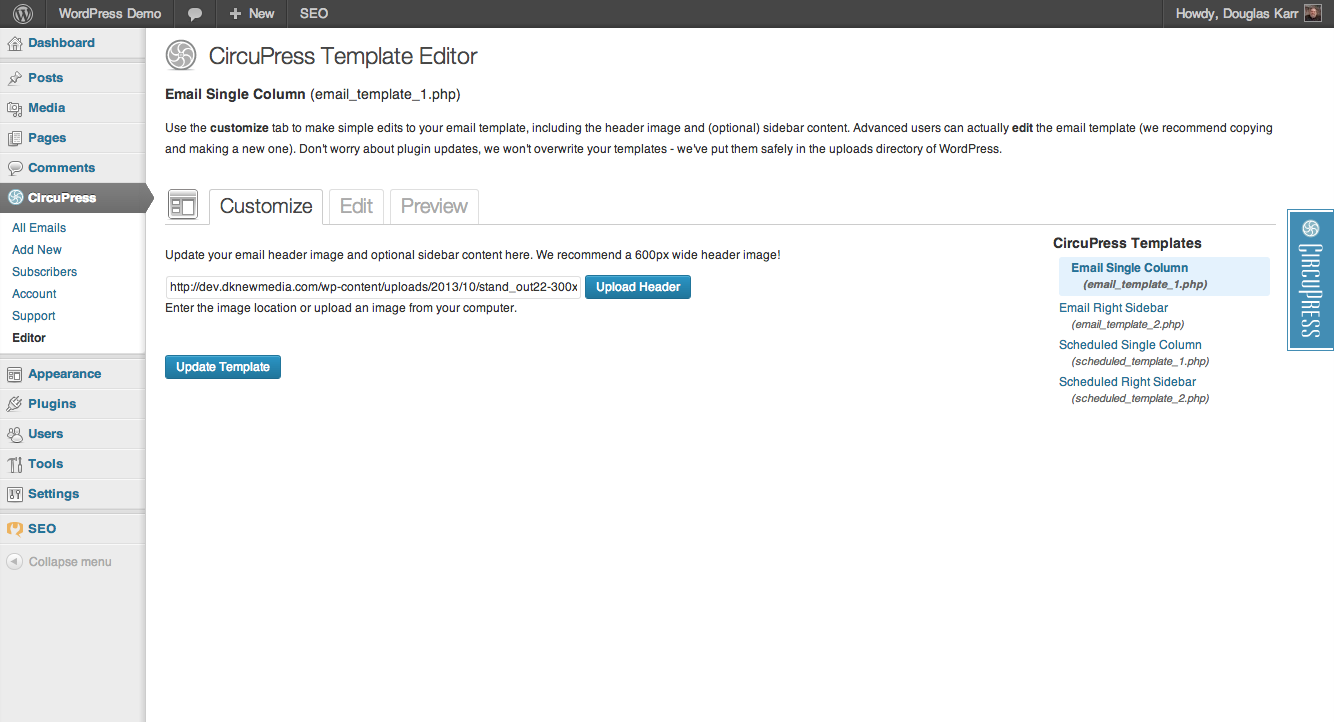 WordPress Demo
New
SEO
Howdy, Douglas Karr
Dashboard
Posts
Media
Pages
Comments
CircuPress
All Emails
Add New
Subscribers
Account
Support
Editor
Appearance
Plugins
Users
Tools
Settings
SEO
Collapse menu
CircuPress Template Editor
Email Single Column (email_template_1.php)
Use the customize tab to make simple edits to your email template, including the header image and (optional) sidebar content. Advanced users can actually edit the email template (we recommend copying
and making a new one). Don't worry about plugin updates, we won't overwrite your templates - we've put them safely in the uploads directory of WordPress.
Customize
Edit
Preview
Update your email header image and optional sidebar content here. We recommend a 600px wide header image!
http://dev.dknewmedia.com/wp-content/uploads/2013/10/stand_out22-300x
Upload Header
Enter the image location or upload an image from your computer.
Update Template
CircuPress Templates
Email Single Column
(email_template_1.php)
Email Right Sidebar
(email_template_2.php)
Scheduled Single Column
(scheduled_template_1.php)
Scheduled Right Sidebar
(scheduled_template_2.php)
CIRCUPRESS